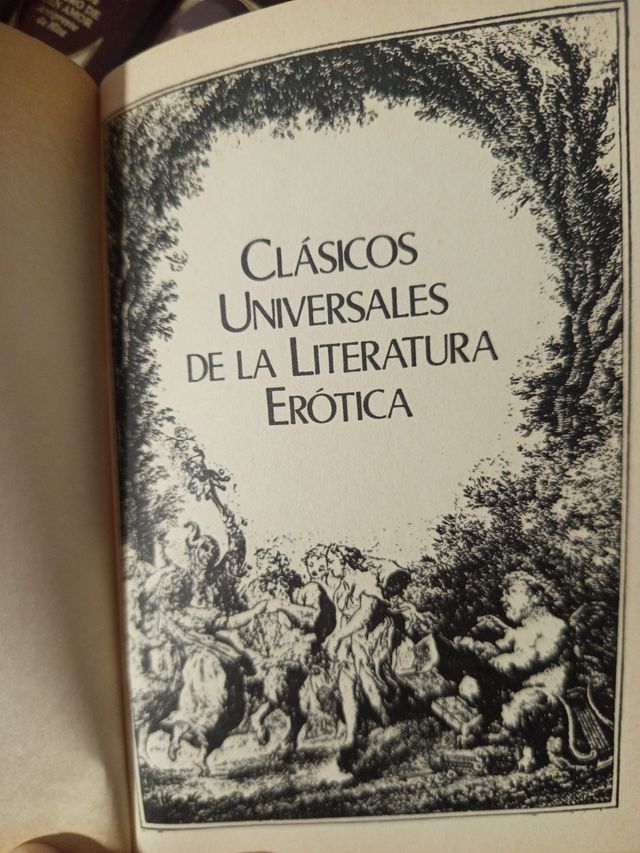 CLÁSICOS
UNIVERSALES
DE LA LITERATURA
ERÓTICA